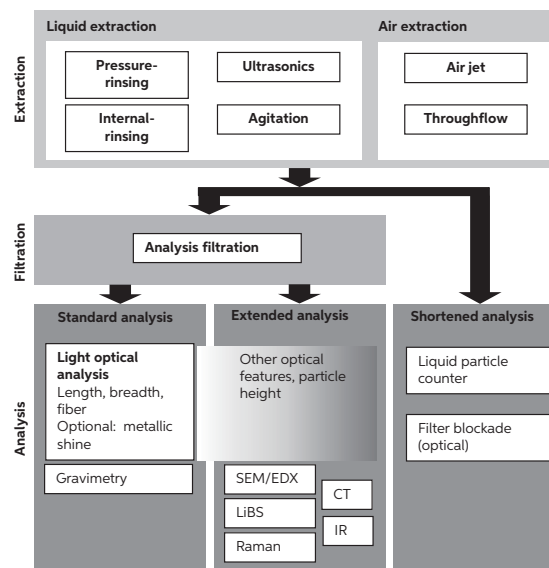 Liquid extraction
Air extraction
Extraction
Pressure-
rinsing
Ultrasonics
Air jet
Internal-
rinsing
Agitation
Throughflow
Filtration
Analysis filtration
Analysis
Standard analysis
Light optical
analysis
Length, breadth,
fiber
Optional: metallic
shine
Gravimetry
Extended analysis
Other optical
features, particle
height
SEM/EDX
LiBS
Raman
CT
IR
Shortened analysis
Liquid particle
counter
Filter blockade
(optical)